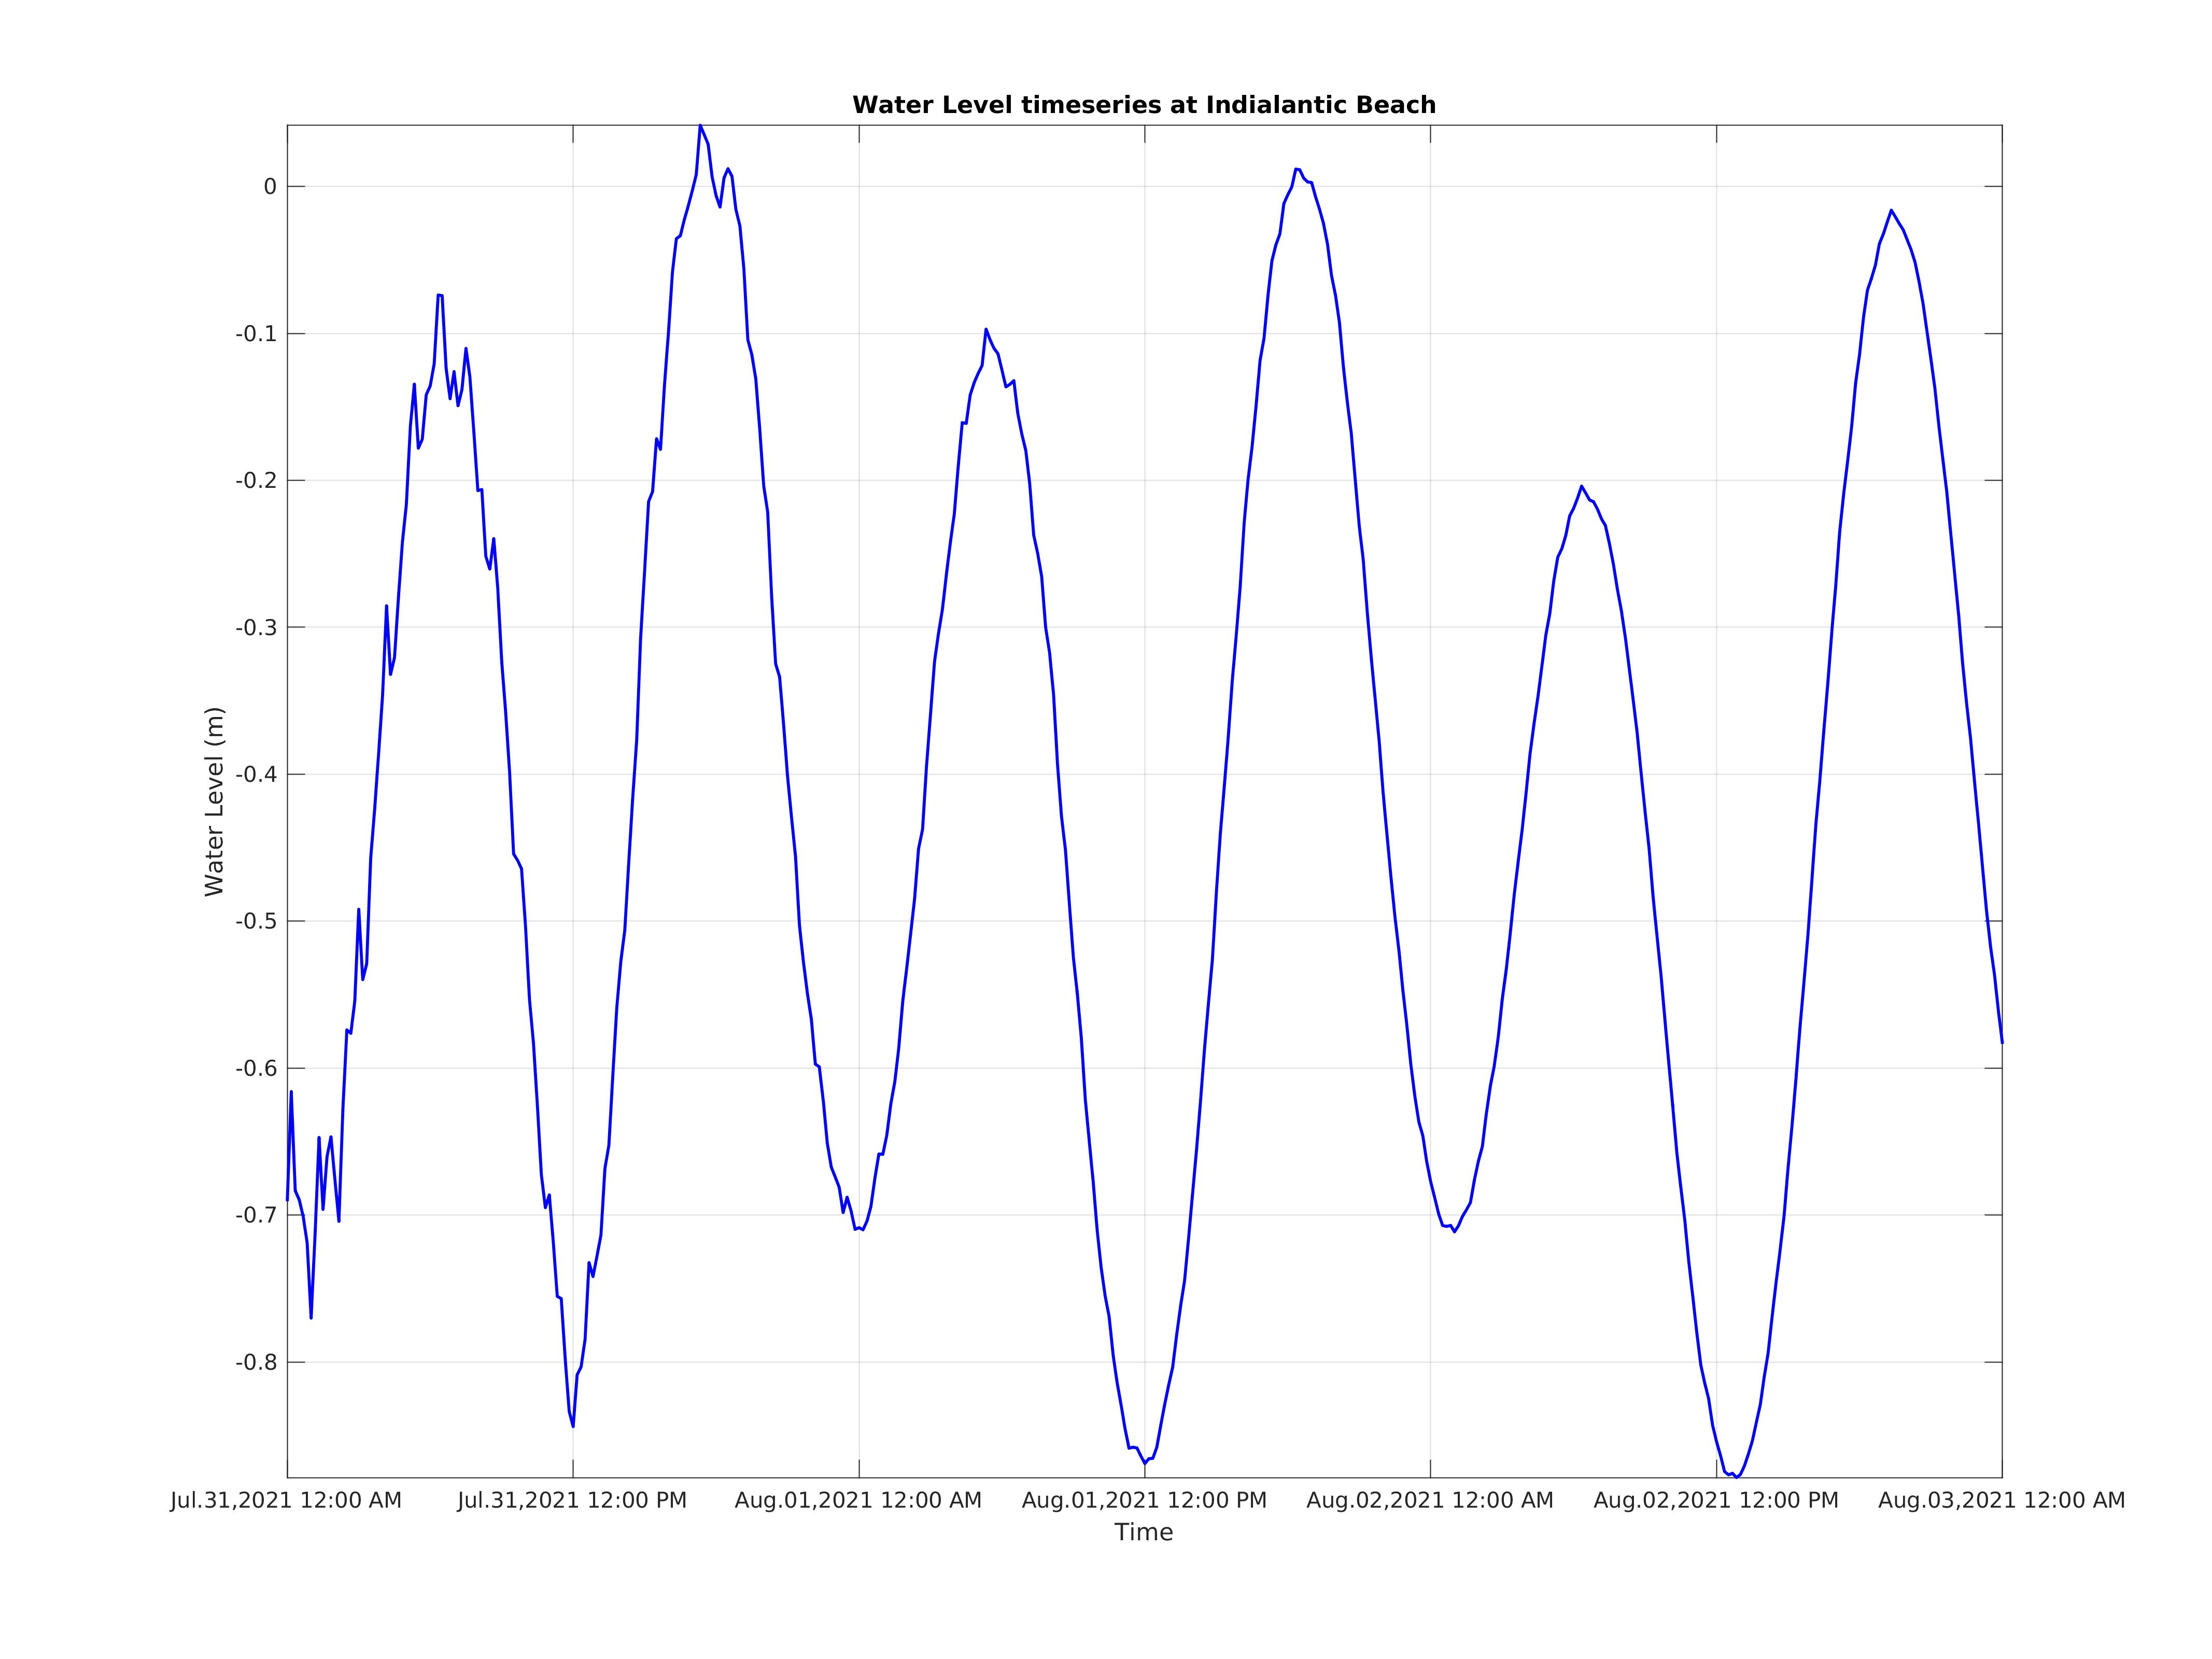 Water Level timeseries at Indialantic Beach
0
-0.1
-0.2
-0.3
-0.4
-0.5
-0.6
-0.7
-0.8
Water Level (m)
Jul.31,2021 12:00 AM Jul.31,2021 12:00 PM Aug.01,2021 12:00 AM Aug.01,2021 12:00 PM Aug.02,2021 12:00 AM Aug.02,2021 12:00 PM Aug.03,2021 12:00 AM
Time